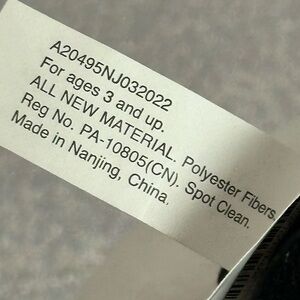 A20495NJ032022
For ages 3 and up.
ALL NEW MATERIAL. Polyester Fibers
Reg No. PA-10805(CN). Spot Clean.
Made in Nanjing, China.